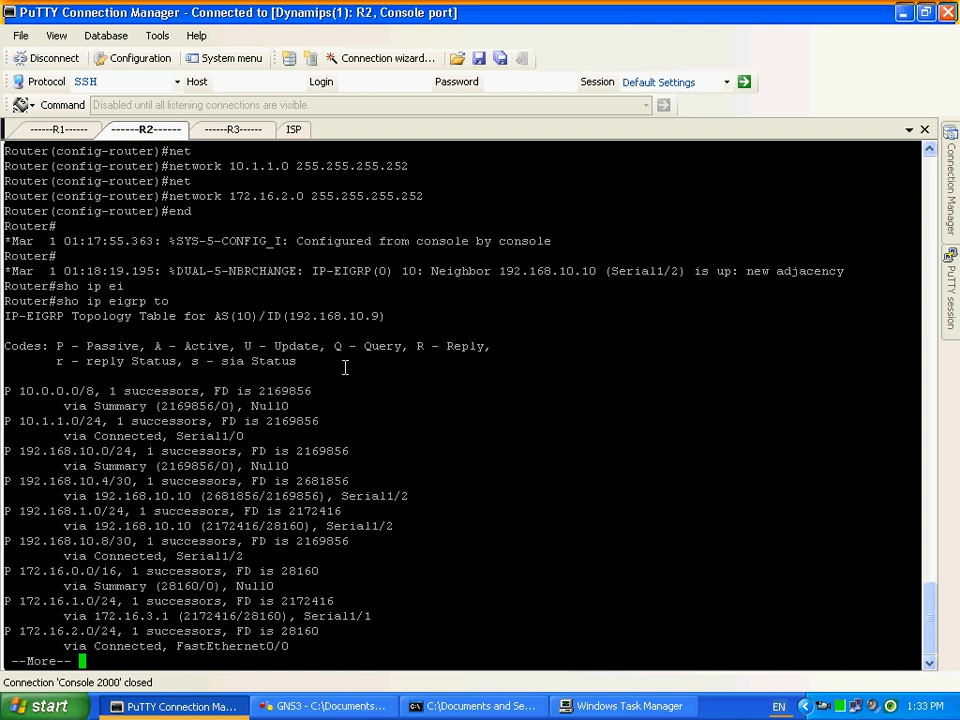 PuTTY Connection Manager - Connected to [Dynamips(1): R2, Console port]
File View Database Tools Help
Disconnect Configuration System menu Connection wizard...
Protocol SSH Host Login Password Session Default Settings
Command Disabled until all listening connections are visible.
------R1------ ------R2------ ------R3------ ISP
Router(config-router)#net
Router(config-router)#network 10.1.1.0 255.255.255.252
Router(config-router)#net
Router(config-router)#network 172.16.2.0 255.255.255.252
Router(config-router)#end
Router#
*Mar  1 01:17:55.363: %SYS-5-CONFIG_I: Configured from console by console
Router#
*Mar  1 01:18:19.195: %DUAL-5-NBRCHANGE: IP-EIGRP(0) 10: Neighbor 192.168.10.10 (Serial1/2) is up: new adjacency
Router#sho ip ei
Router#sho ip eigrp to
IP-EIGRP Topology Table for AS(10)/ID(192.168.10.9)
Codes: P - Passive, A - Active, U - Update, Q - Query, R - Reply,
r - reply Status, s - sia Status
P 10.0.0.0/8, 1 successors, FD is 2169856
via Summary (2169856/0), Null0
P 10.1.1.0/24, 1 successors, FD is 2169856
via Connected, Serial1/0
P 192.168.10.0/24, 1 successors, FD is 2169856
via Summary (2169856/0), Null0
P 192.168.10.4/30, 1 successors, FD is 2681856
via 192.168.10.10 (2681856/2169856), Serial1/2
P 192.168.1.0/24, 1 successors, FD is 2172416
via 192.168.10.10 (2172416/28160), Serial1/2
P 192.168.10.8/30, 1 successors, FD is 2169856
via Connected, Serial1/2
P 172.16.0.0/16, 1 successors, FD is 28160
via Summary (28160/0), Null0
P 172.16.1.0/24, 1 successors, FD is 2172416
via 172.16.3.1 (2172416/28160), Serial1/1
P 172.16.2.0/24, 1 successors, FD is 28160
via Connected, FastEthernet0/0
--More--
Connection Manager
PuTTY session
Connection 'Console 2000' closed
start PuTTY Connection Ma... GNS3 - C:\Documents... C:\Documents and Se... Windows Task Manager EN 1:33 PM